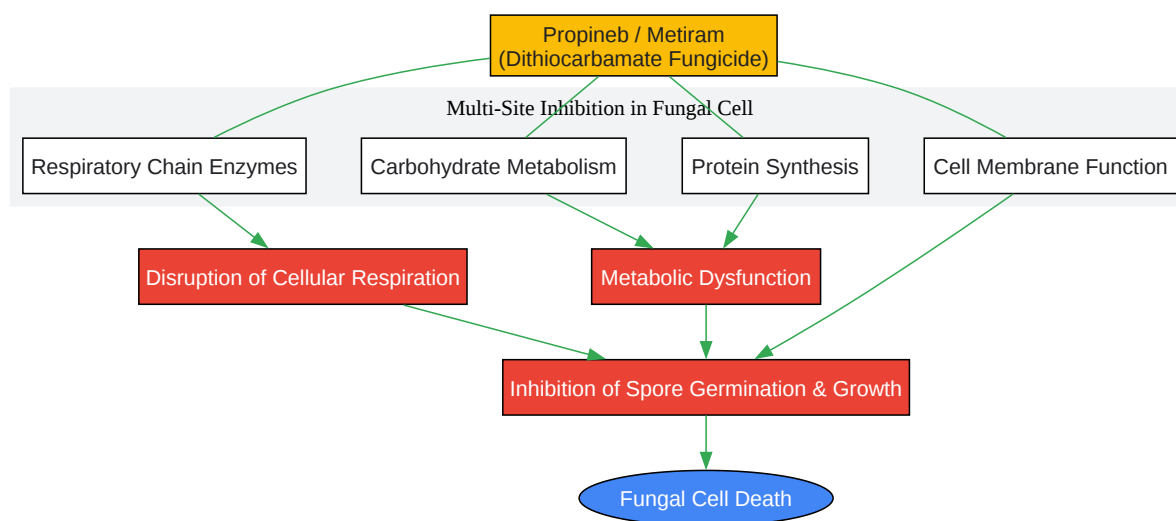 Propineb / Metiram
(Dithiocarbamate Fungicide)
Multi-Site Inhibition in Fungal Cell
Respiratory Chain Enzymes
Carbohydrate Metabolism
Protein Synthesis
Cell Membrane Function
Disruption of Cellular Respiration
Metabolic Dysfunction
Inhibition of Spore Germination & Growth
Fungal Cell Death